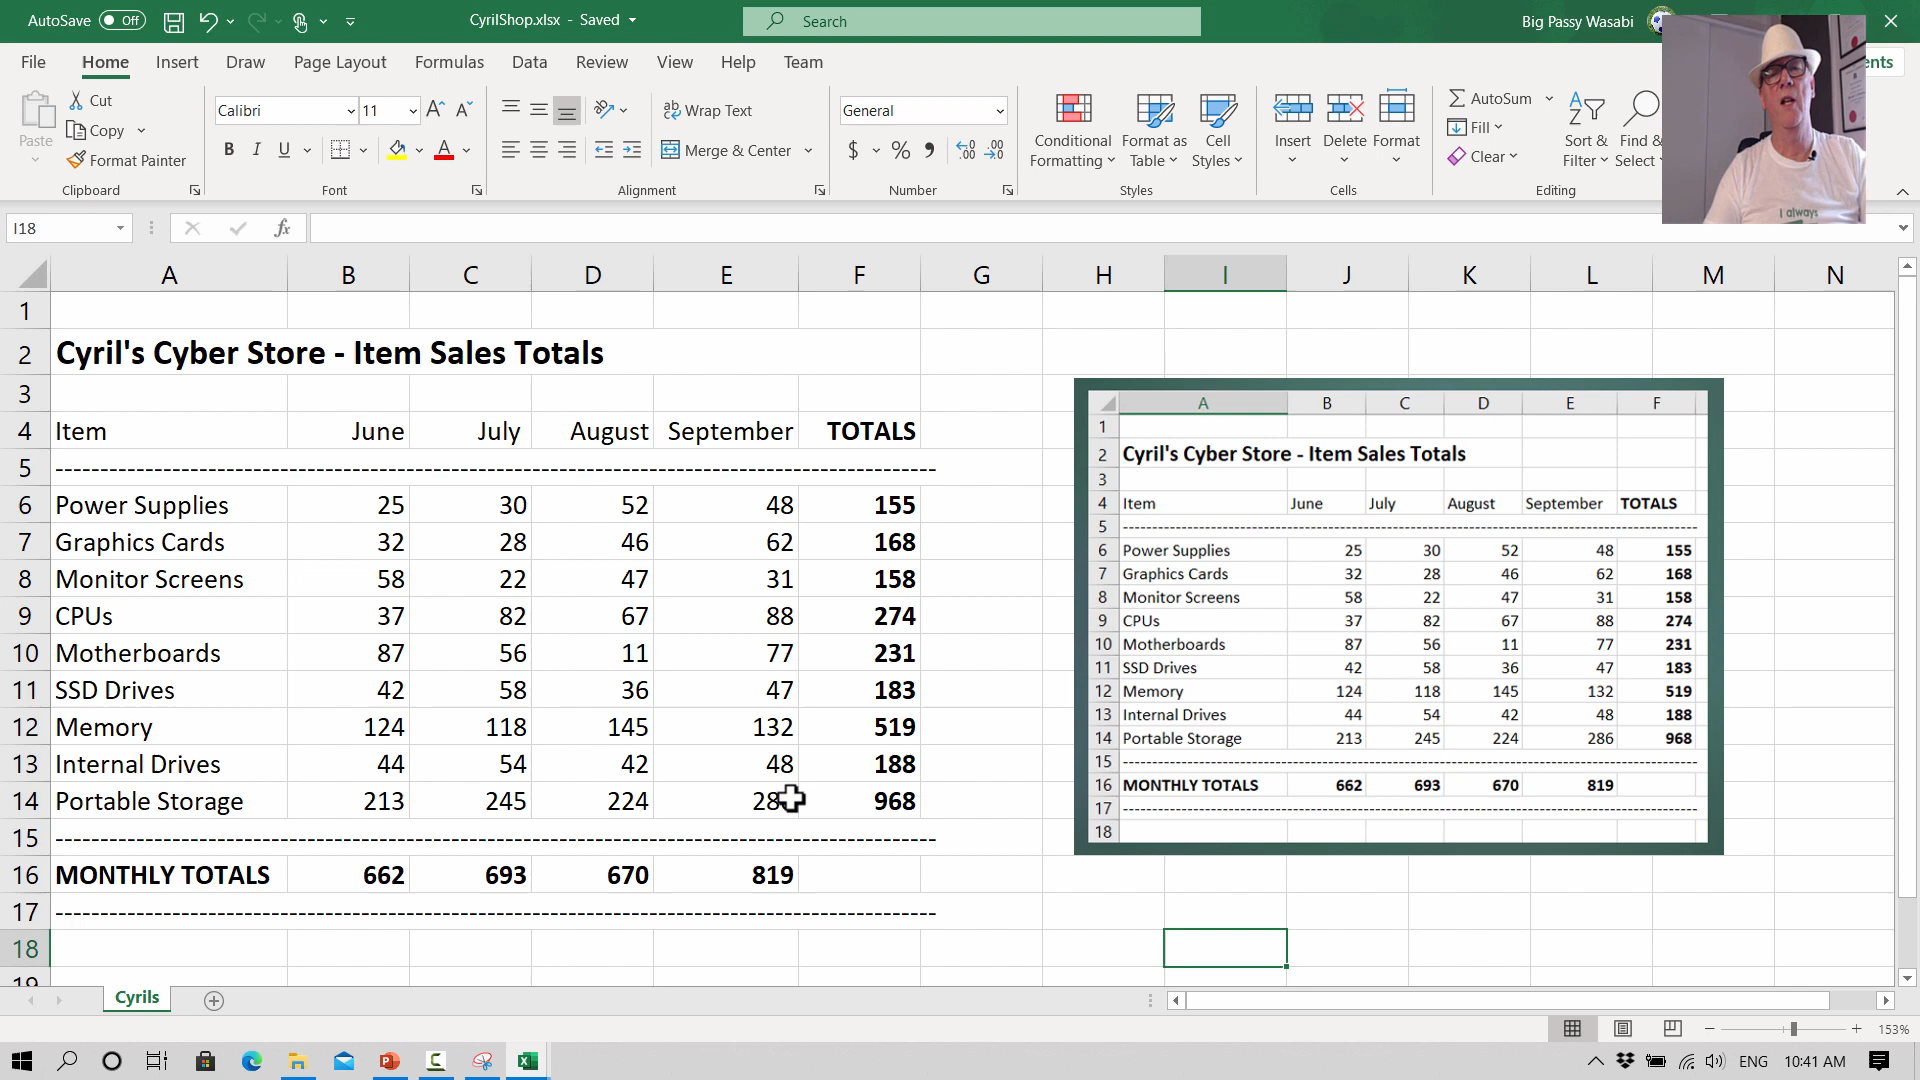 AutoSave Off
CyrilShop.xlsx - Saved
Search
Big Passy Wasabi
File Home Insert Draw Page Layout Formulas Data Review View Help Team
Paste
Cut
Copy
Format Painter
Clipboard
Calibri 11
B I U
Font
Wrap Text
Merge & Center
Alignment
General
$ %
Number
Conditional Formatting
Format as Table
Cell Styles
Styles
Insert Delete Format
Cells
AutoSum
Fill
Clear
Sort & Filter
Find & Select
Editing
I always
I18
fx
A B C D E F G H I J K L M N
1
2 Cyril's Cyber Store - Item Sales Totals
3
4 Item June July August September TOTALS
5 --------------------------------------------------
6 Power Supplies 25 30 52 48 155
7 Graphics Cards 32 28 46 62 168
8 Monitor Screens 58 22 47 31 158
9 CPUs 37 82 67 88 274
10 Motherboards 87 56 11 77 231
11 SSD Drives 42 58 36 47 183
12 Memory 124 118 145 132 519
13 Internal Drives 44 54 42 48 188
14 Portable Storage 213 245 224 968
15 --------------------------------------------------
16 MONTHLY TOTALS 662 693 670 819
17 --------------------------------------------------
18
19
A B C D E F
1
2 Cyril's Cyber Store - Item Sales Totals
3
4 Item June July August September TOTALS
5 --------------------------------------------------
6 Power Supplies 25 30 52 48 155
7 Graphics Cards 32 28 46 62 168
8 Monitor Screens 58 22 47 31 158
9 CPUs 37 82 67 88 274
10 Motherboards 87 56 11 77 231
11 SSD Drives 42 58 36 47 183
12 Memory 124 118 145 132 519
13 Internal Drives 44 54 42 48 188
14 Portable Storage 213 245 224 286 968
15 --------------------------------------------------
16 MONTHLY TOTALS 662 693 670 819
17 --------------------------------------------------
18
Cyrils
153%
ENG 10:41 AM